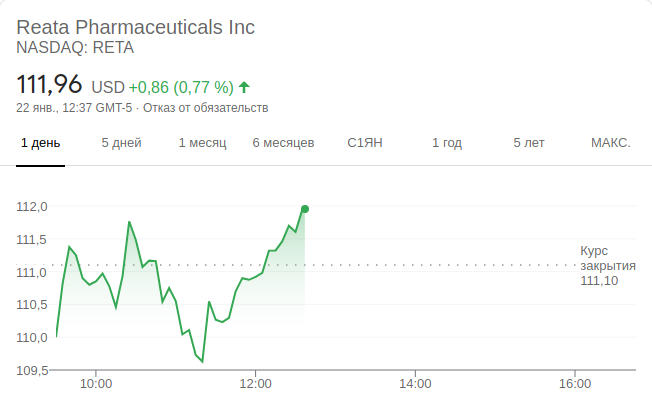 Reata Pharmaceuticals Inc
NASDAQ: RETA
111,96 USD +0,86 (0,77 %)
22 янв., 12:37 GMT-5 · Отказ от обязательств
1 день 5 дней 1 месяц 6 месяцев С1ЯН 1 год 5 лет МАКС.
112,0
111,5
Курс
закрытия
111,10
111,0
110,5
110,0
109,5
10:00 12:00 14:00 16:00